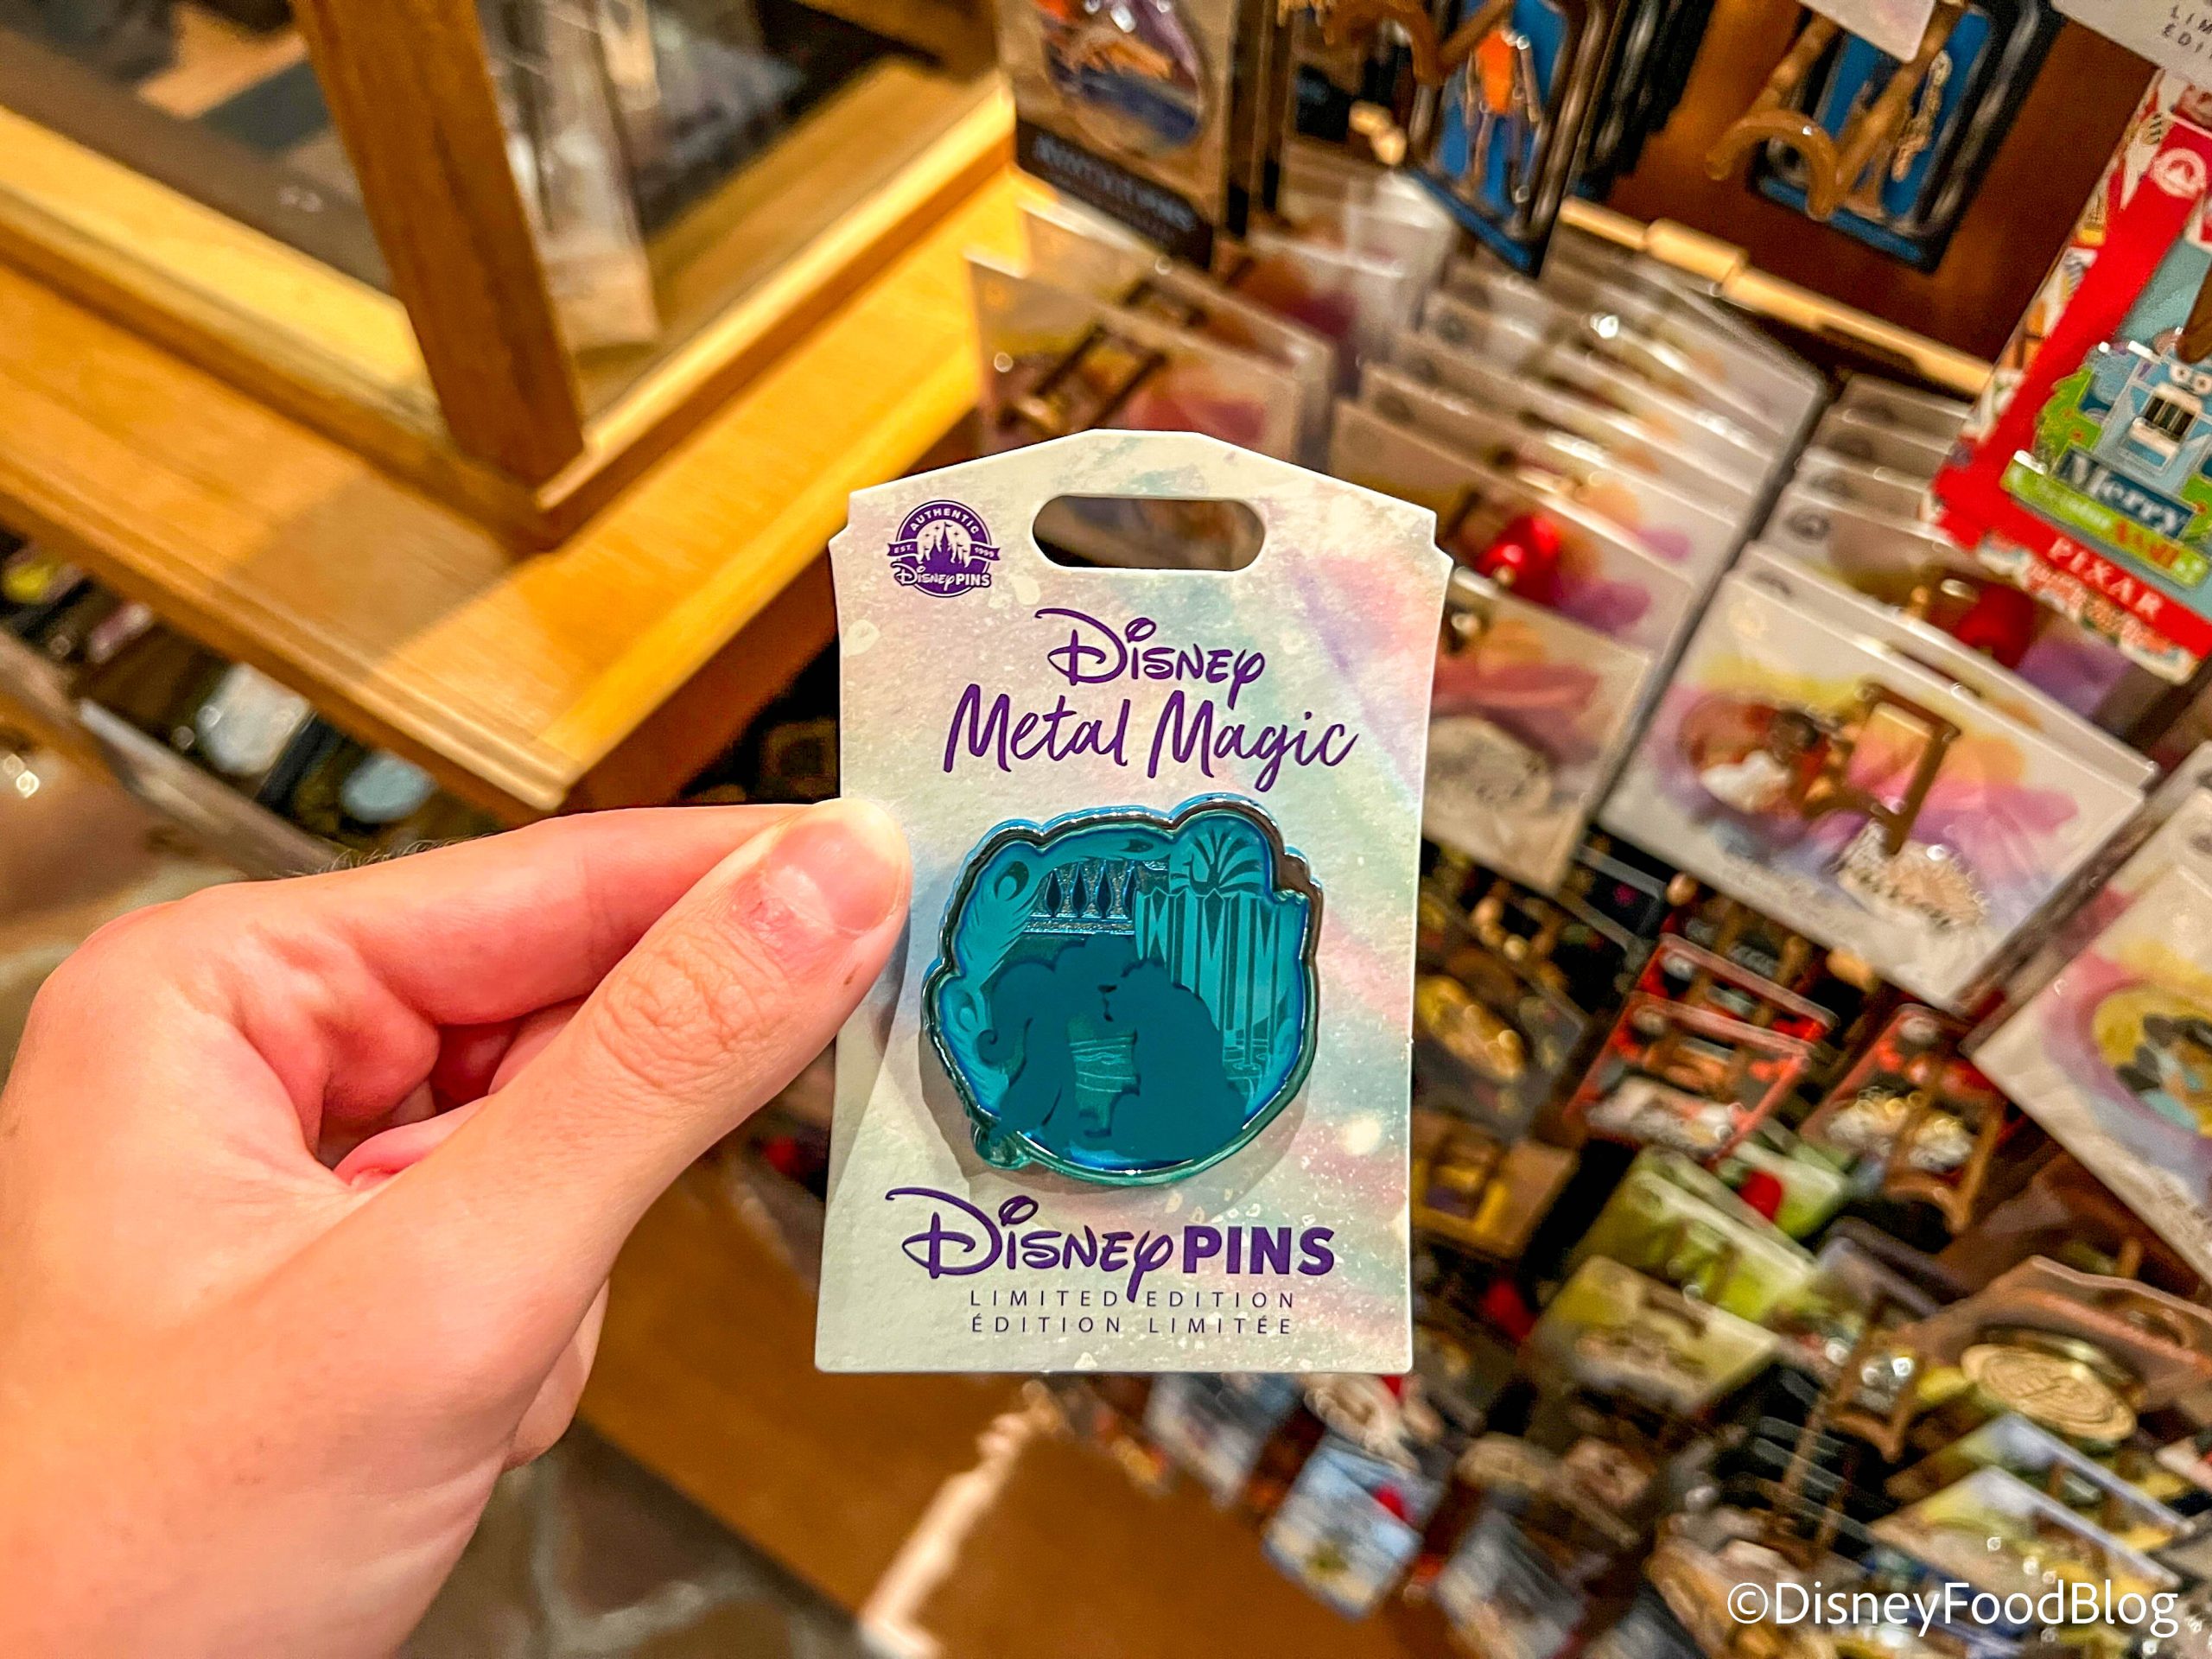 AUTHENTIC
EST. 1999
Disney PINS
Disney
Metal Magic
Disney PINS
LIMITED EDITION
ÉDITION LIMITÉE
Merry
PIXAR
©DisneyFoodBlog